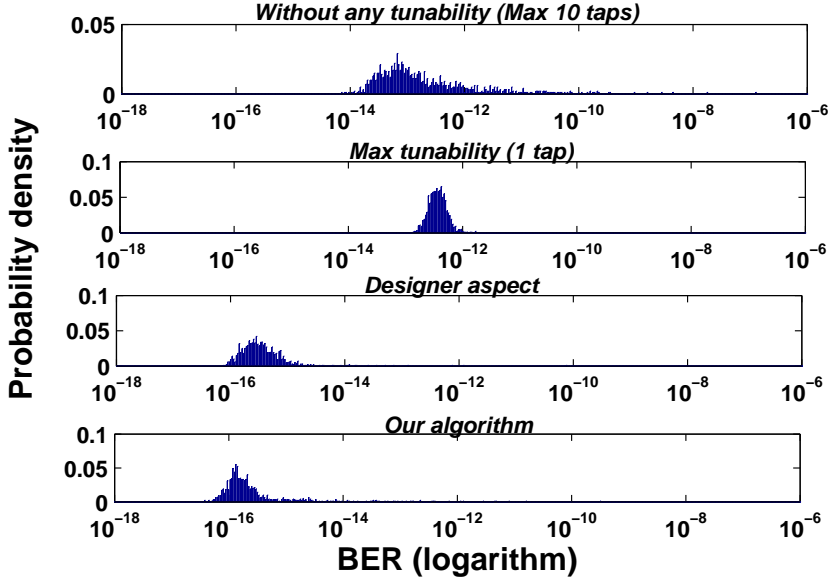 Without any tunability (Max 10 taps)
0.05
0
10^−18 10^−16 10^−14 10^−12 10^−10 10^−8 10^−6
Max tunability (1 tap)
0.1
0.05
0
10^−18 10^−16 10^−14 10^−12 10^−10 10^−8 10^−6
Designer aspect
0.1
0.05
0
10^−18 10^−16 10^−14 10^−12 10^−10 10^−8 10^−6
Our algorithm
0.1
0.05
0
10^−18 10^−16 10^−14 10^−12 10^−10 10^−8 10^−6
Probability density
BER (logarithm)